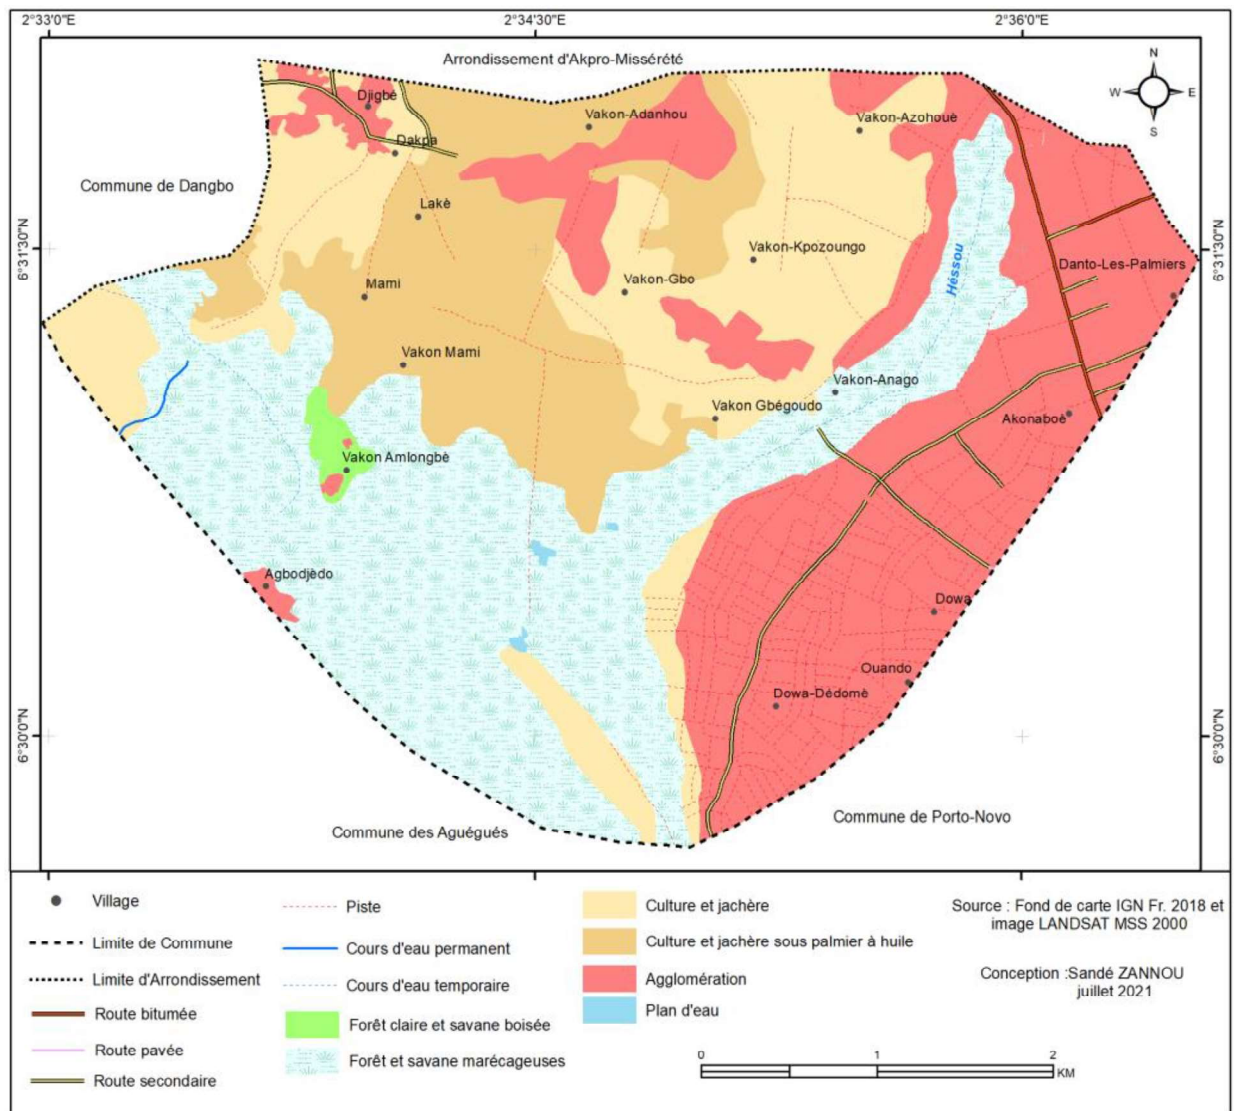 2°33'0"E
2°34'30"E
2°36'0"E
Arrondissement d'Akpro-Missérété
N
W
E
S
Djigbé
Vakon-Adanhou
Vakon-Azohouè
Dakpa
Commune de Dangbo
Lakè
6°31'30"N
6°31'30"N
Vakon-Kpozoungo
Héssou
Danto-Les-Palmiers
Mami
Vakon-Gbo
Vakon Mami
Vakon-Anago
Vakon Gbégoudo
Akonaboè
Vakon Amlongbè
Agbodjèdo
Dowa
Ouando
Dowa-Dédomè
6°30'0"N
6°30'0"N
Commune des Aguégués
Commune de Porto-Novo
Village
Limite de Commune
Limite d'Arrondissement
Route bitumée
Route pavée
Route secondaire
Piste
Cours d'eau permanent
Cours d'eau temporaire
Forêt claire et savane boisée
Forêt et savane marécageuses
Culture et jachère
Culture et jachère sous palmier à huile
Agglomération
Plan d'eau
Source : Fond de carte IGN Fr. 2018 et
image LANDSAT MSS 2000
Conception :Sandé ZANNOU
juillet 2021
0
1
2
KM